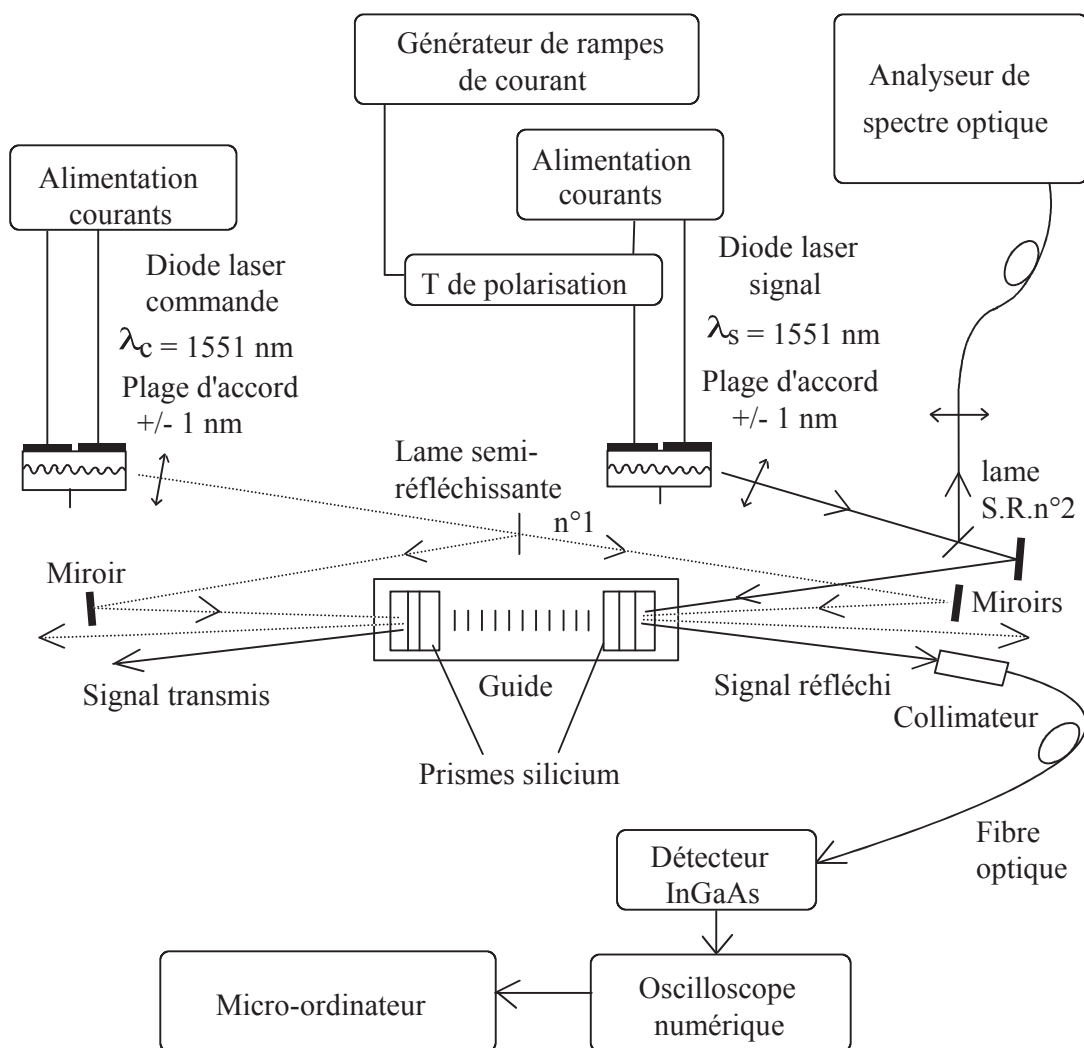 Générateur de rampes
de courant
Analyseur de
spectre optique
Alimentation
courants
Alimentation
courants
Diode laser
commande
λc = 1551 nm
Plage d'accord
+/- 1 nm
T de polarisation
Diode laser
signal
λs = 1551 nm
Plage d'accord
+/- 1 nm
Lame semi-
réfléchissante
n°1
lame
S.R.n°2
Miroir
Miroirs
Signal transmis
Guide
Signal réfléchi
Collimateur
Prismes silicium
Fibre
optique
Détecteur
InGaAs
Micro-ordinateur
Oscilloscope
numérique